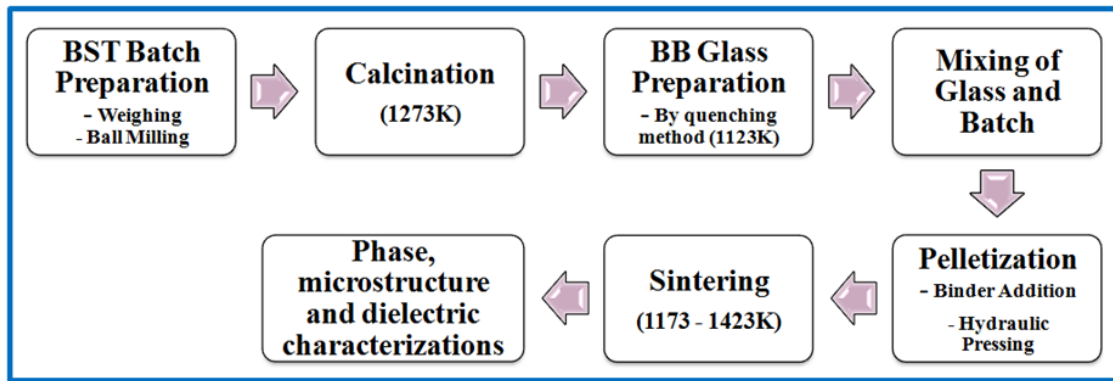 BST Batch
Preparation
- Weighing
- Ball Milling
Calcination
(1273K)
BB Glass
Preparation
- By quenching
method (1123K)
Mixing of
Glass and
Batch
Pelletization
- Binder Addition
- Hydraulic
Pressing
Sintering
(1173 - 1423K)
Phase,
microstructure
and dielectric
characterizations